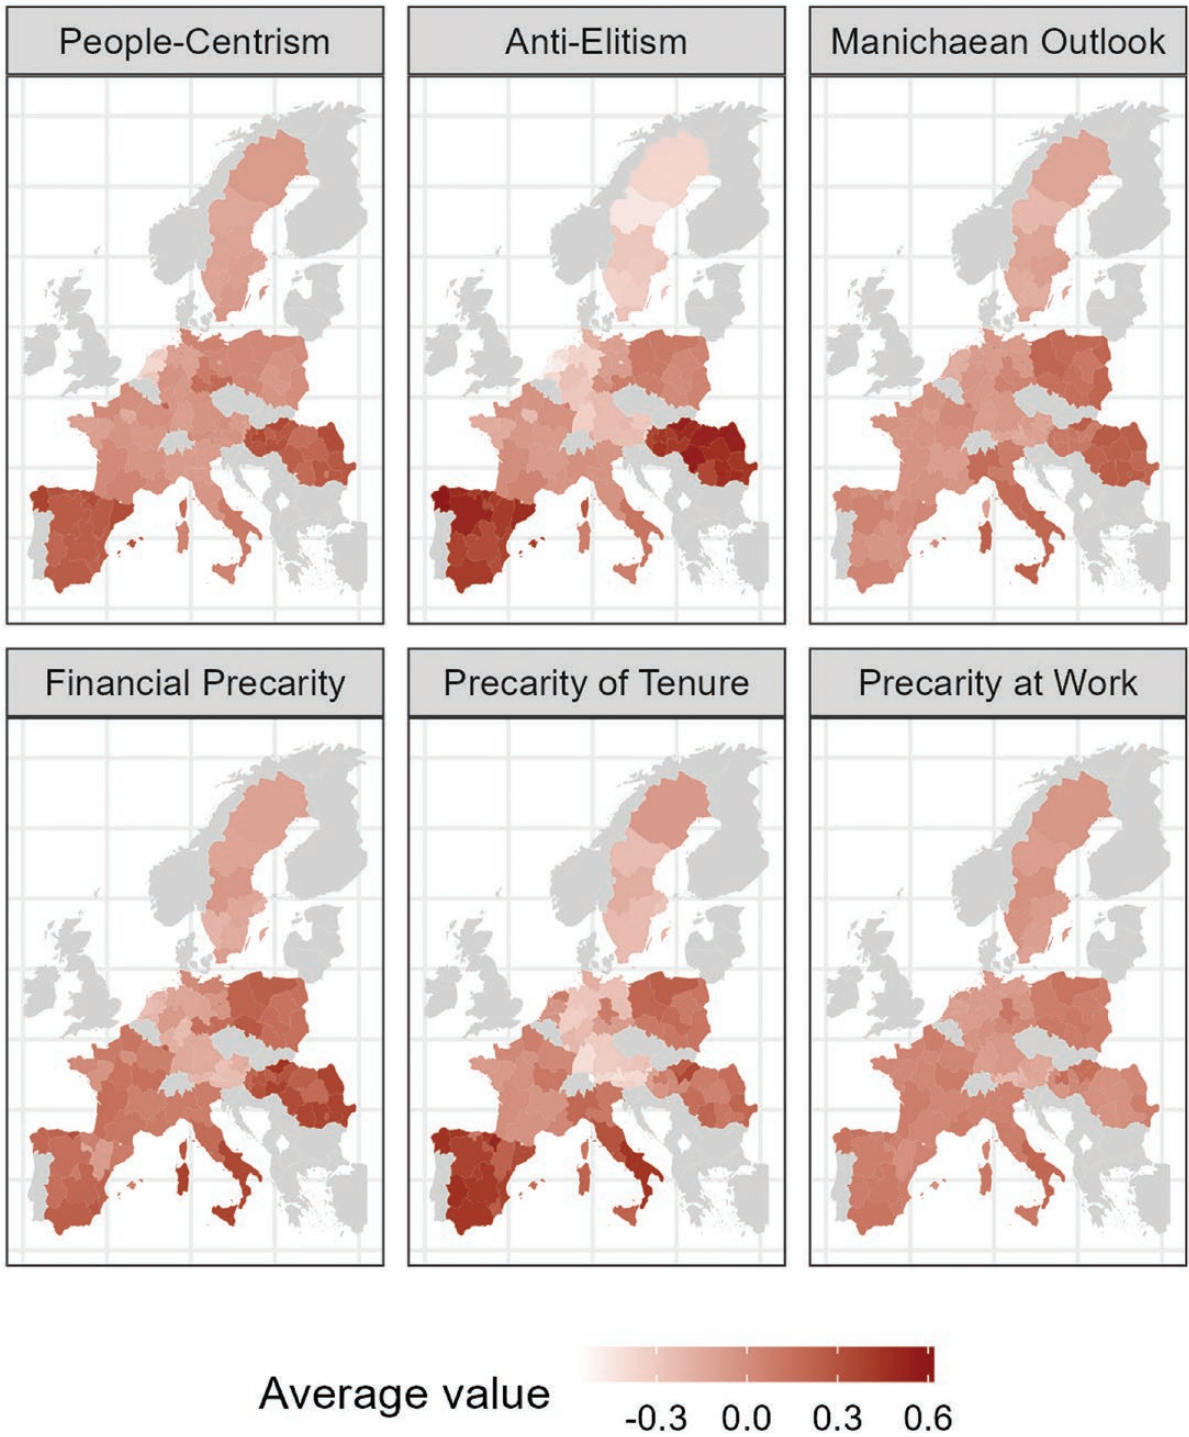 People-Centrism
Anti-Elitism
Manichaean Outlook
Financial Precarity
Precarity of Tenure
Precarity at Work
Average value
-0.3 0.0 0.3 0.6